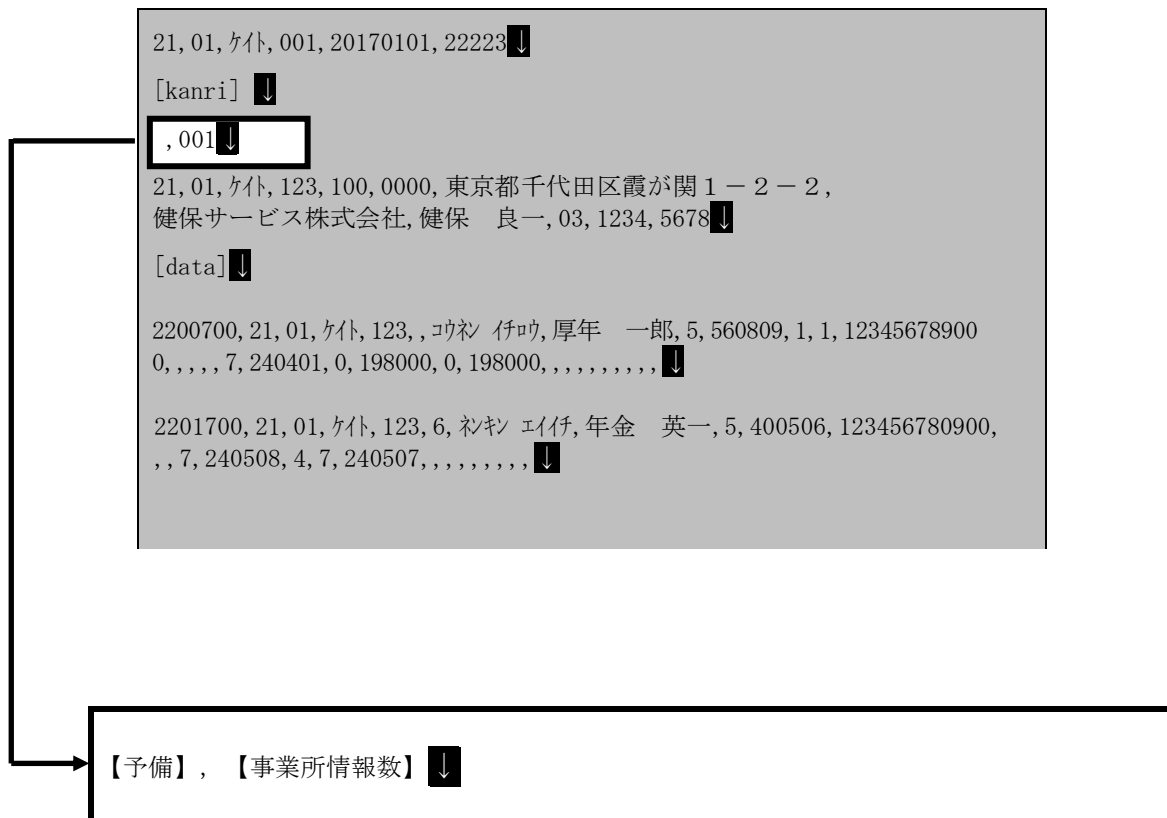 21,01,ｹｲﾄ,001,20170101,22223↓
[kanri] ↓
,001↓
21,01,ｹｲﾄ,123,100,0000,東京都千代田区霞が関１－２－２,
健保サービス株式会社,健保　良一,03,1234,5678↓
[data]↓
2200700,21,01,ｹｲﾄ,123,,ｺｳﾈﾝ ｲﾁﾛｳ,厚年　一郎,5,560809,1,1,12345678900
0,,,,,7,240401,0,198000,0,198000,,,,,,,,,,↓
2201700,21,01,ｹｲﾄ,123,6,ﾈﾝｷﾝ ｴｲｲﾁ,年金　英一,5,400506,123456780900,
,,7,240508,4,7,240507,,,,,,,,,↓
【予備】, 【事業所情報数】↓